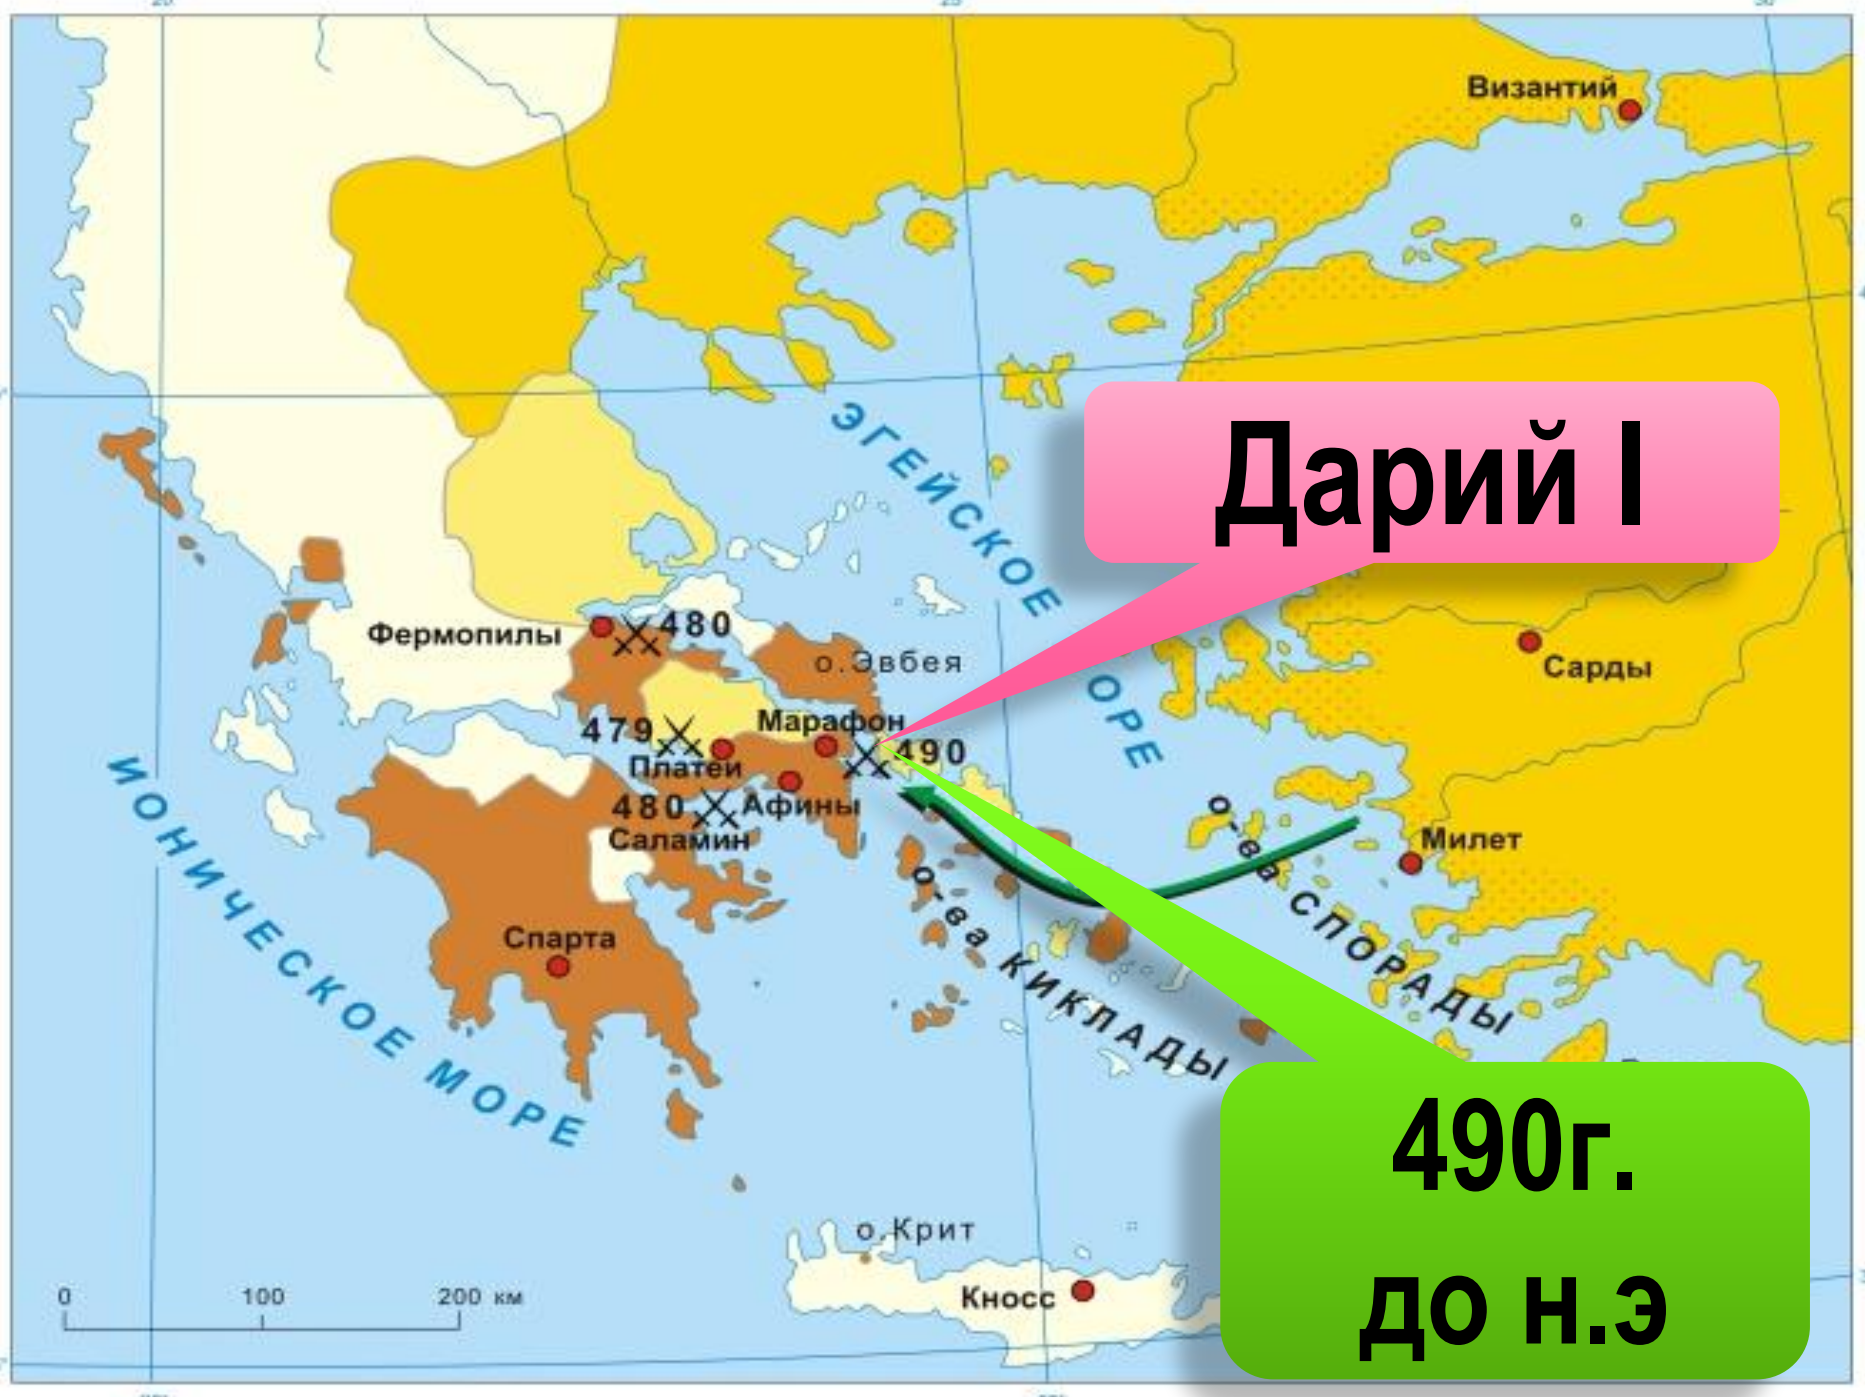 Византий
ЭГЕЙСКОЕ
Дарий I
Фермопилы
480
о.Эвбея
Сарды
ОРЕ
479
Марафон
490
Платеи
480
Афины
Саламин
Милет
о-ва СПОРАДЫ
о-ва КИКЛАДЫ
Спарта
ИОНИЧЕСКОЕ МОРЕ
490г.
до н.э
о.Крит
Кносс
0 100 200 км